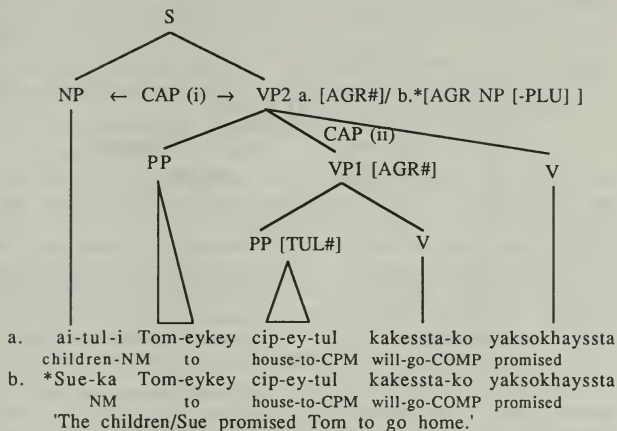 S
NP ← CAP (i) → VP2 a. [AGR#]/ b.*[AGR NP [-PLU] ]
CAP (ii)
PP VP1 [AGR#] V
PP [TUL#] V
a. ai-tul-i Tom-eykey cip-ey-tul kakessta-ko yaksokhayssta
children-NM to house-to-CPM will-go-COMP promised
b. *Sue-ka Tom-eykey cip-ey-tul kakessta-ko yaksokhayssta
NM to house-to-CPM will-go-COMP promised
'The children/Sue promised Tom to go home.'